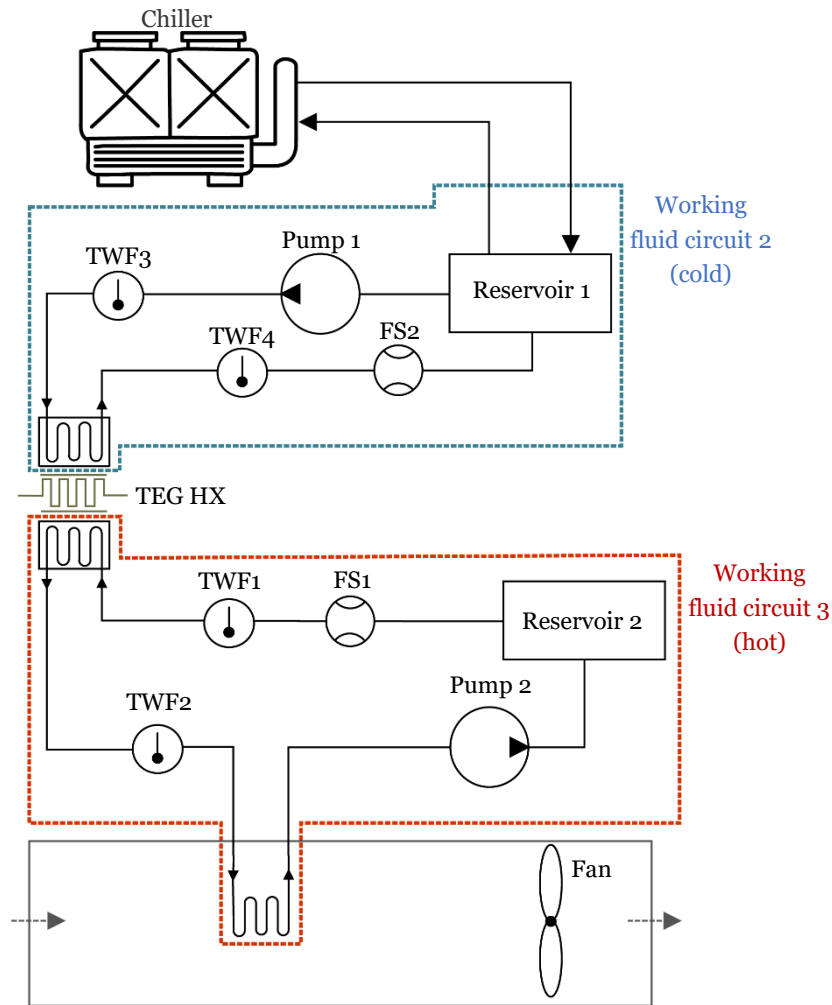 Chiller
Working
fluid circuit 2
(cold)
Pump 1
TWF3
Reservoir 1
TWF4
FS2
TEG HX
TWF1
FS1
Working
fluid circuit 3
(hot)
Reservoir 2
Pump 2
TWF2
Fan